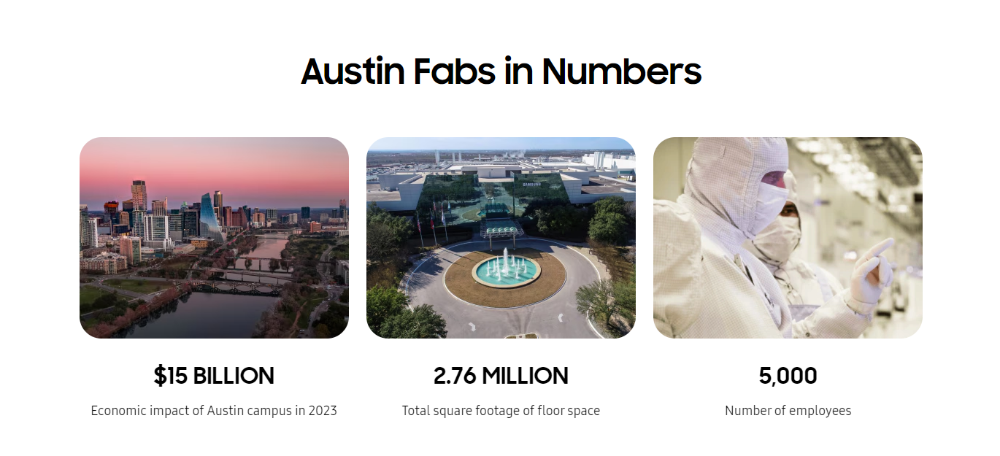 Austin Fabs in Numbers
SAMSUNG
$15 BILLION
2.76 MILLION
5,000
Economic impact of Austin campus in 2023
Total square footage of floor space
Number of employees